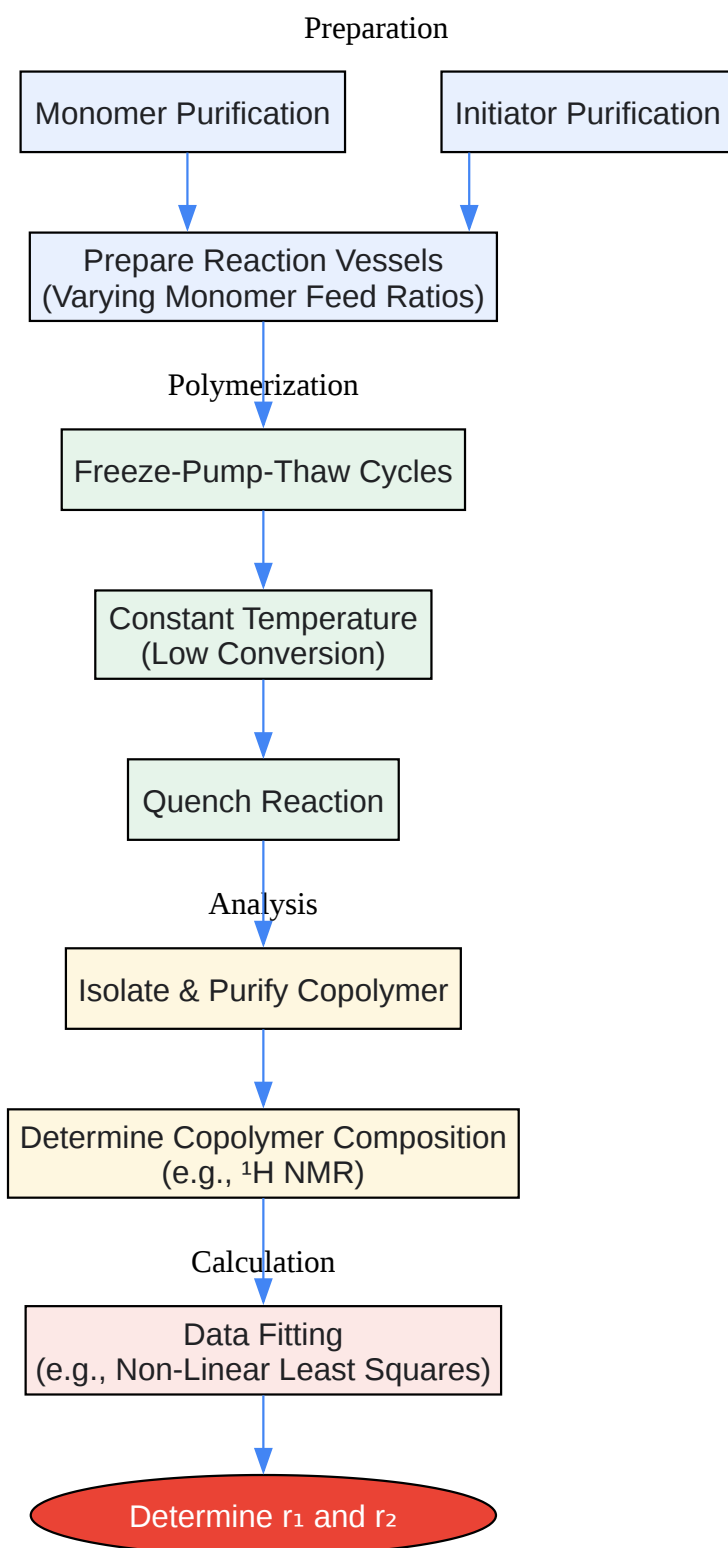 Preparation
Monomer Purification
Initiator Purification
Prepare Reaction Vessels
(Varying Monomer Feed Ratios)
Polymerization
Freeze-Pump-Thaw Cycles
Constant Temperature
(Low Conversion)
Quench Reaction
Analysis
Isolate & Purify Copolymer
Determine Copolymer Composition
(e.g., ¹H NMR)
Calculation
Data Fitting
(e.g., Non-Linear Least Squares)
Determine r₁ and r₂